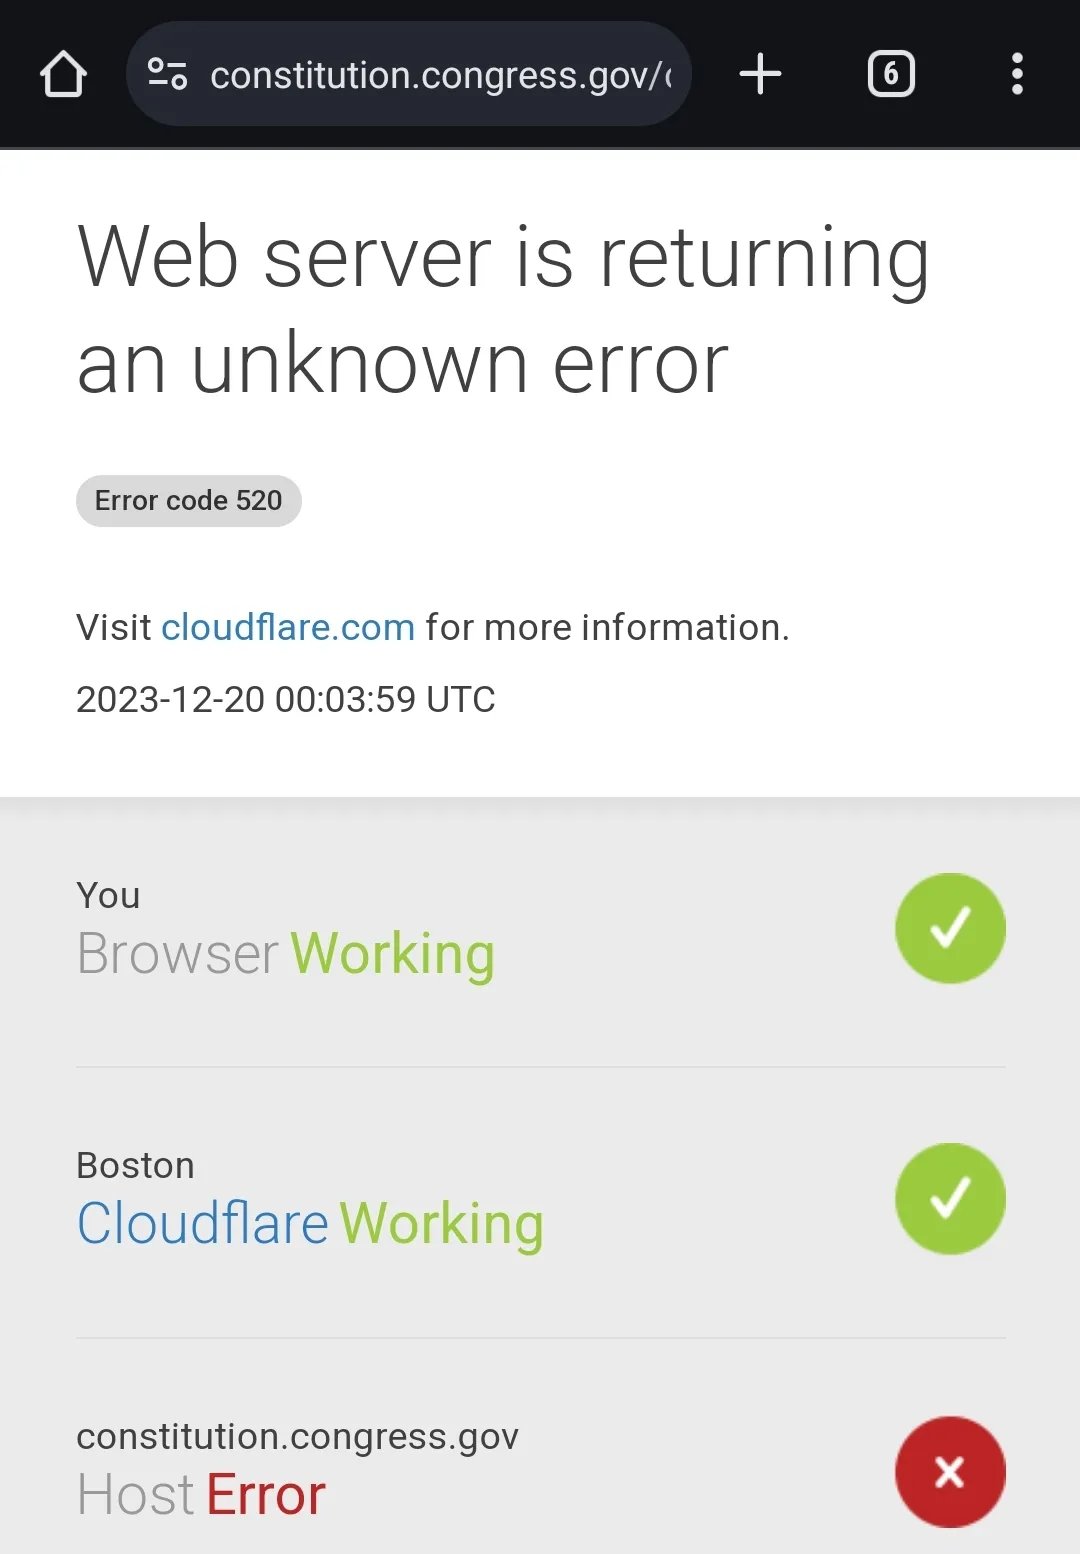 constitution.congress.gov/
6
Web server is returning
an unknown error
Error code 520
Visit cloudflare.com for more information.
2023-12-20 00:03:59 UTC
You
Browser Working
Boston
Cloudflare Working
constitution.congress.gov
Host Error